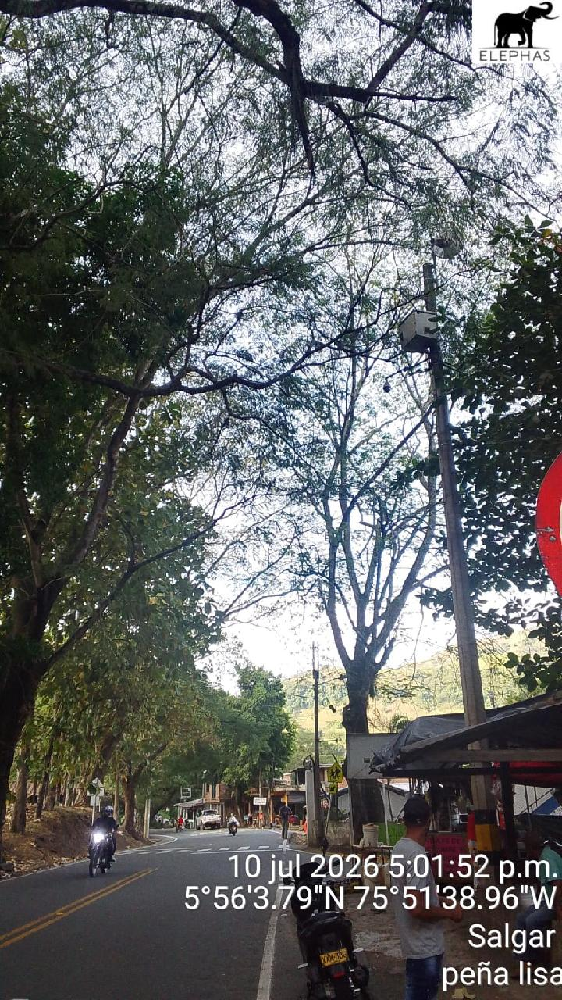 ELEPHAS
10 jul 2026 5:01:52 p.m.
5°56'3.79"N 75°51'38.96"W
Salgar
peña lisa